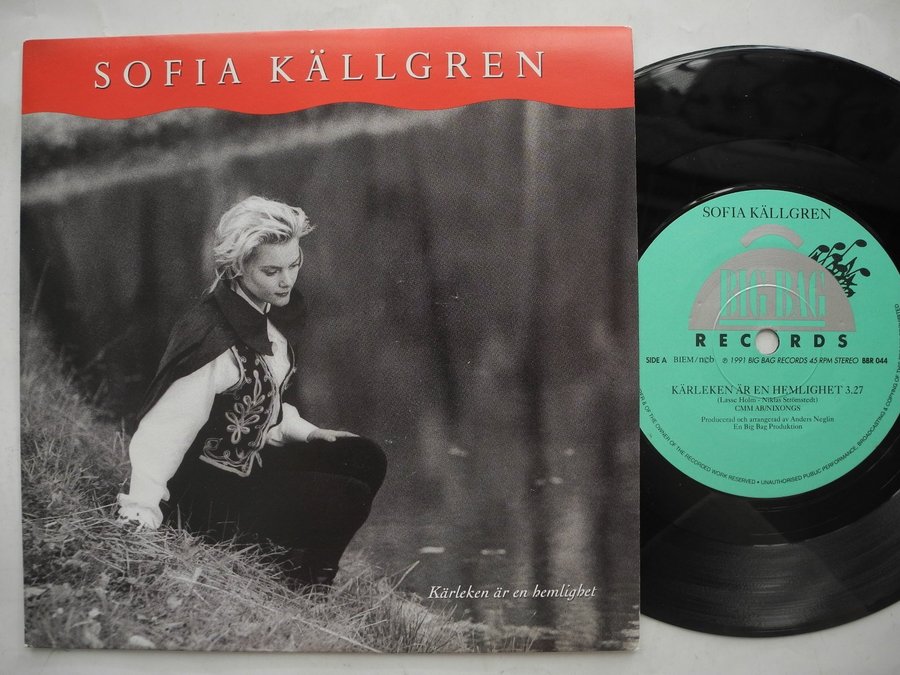 SOFIA KÄLLGREN
Kärleken är en hemlighet
SOFIA KÄLLGREN
BIG BAG
RECORDS
SIDE A BIEM/n©b ℗ 1991 BIG BAG RECORDS 45 RPM STEREO BBR 044
KÄRLEKEN ÄR EN HEMLIGHET 3.27
(Lasse Holm - Niklas Strömstedt)
CMM AB/NIXONGS
Producerad och arrangerad av Anders Neglin
En Big Bag Produktion
OF THE OWNER OF THE RECORDED WORK RESERVED • UNAUTHORISED PUBLIC PERFORMANCE, BROADCASTING & COPYING OF